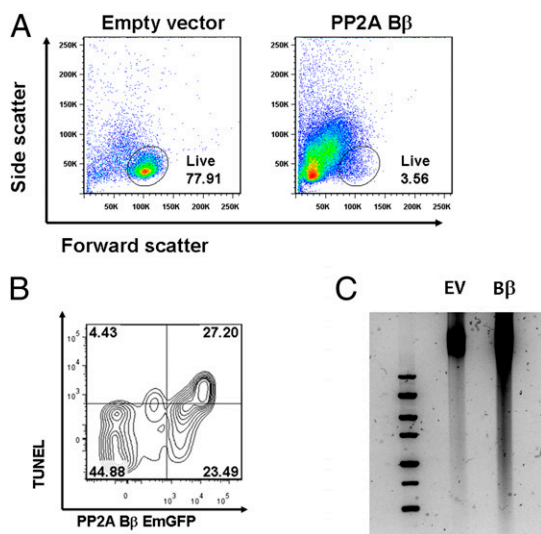 A
Empty vector
PP2A Bβ
Side scatter
250K
200K
150K
100K
50K
Live
77.91
50K 100K 150K 200K 250K
250K
200K
150K
100K
50K
Live
3.56
50K 100K 150K 200K 250K
Forward scatter
B
TUNEL
10⁵
10⁴
10³
0
4.43
27.20
44.88
23.49
0 10³ 10⁴ 10⁵
PP2A Bβ EmGFP
C
EV Bβ